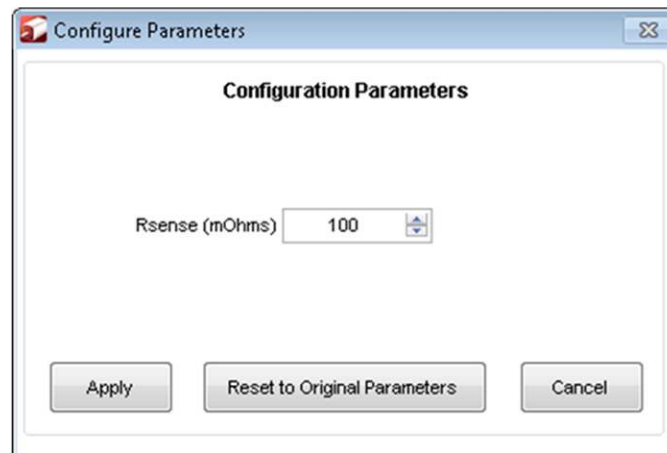 Configure Parameters
Configuration Parameters
Rsense (mOhms) 100
Apply Reset to Original Parameters Cancel